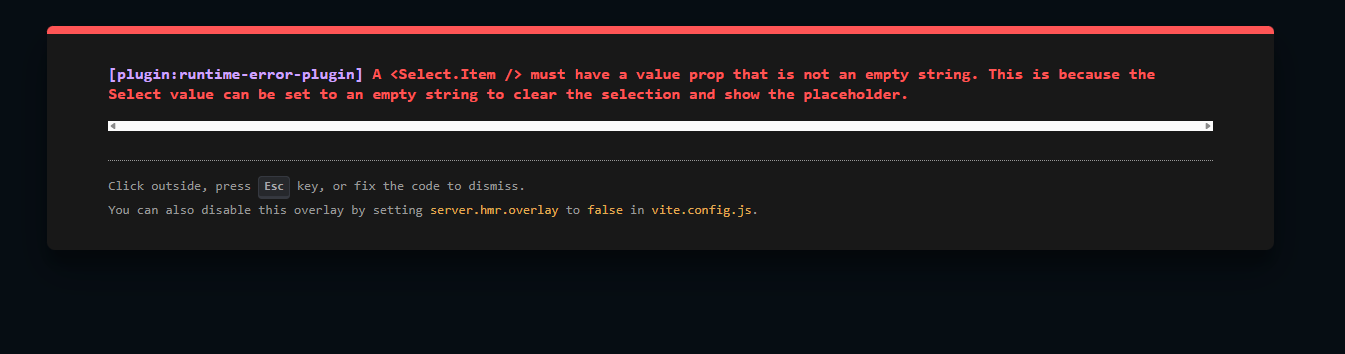 [plugin:runtime-error-plugin] A <Select.Item /> must have a value prop that is not an empty string. This is because the
Select value can be set to an empty string to clear the selection and show the placeholder.
Click outside, press Esc key, or fix the code to dismiss.
You can also disable this overlay by setting server.hmr.overlay to false in vite.config.js.